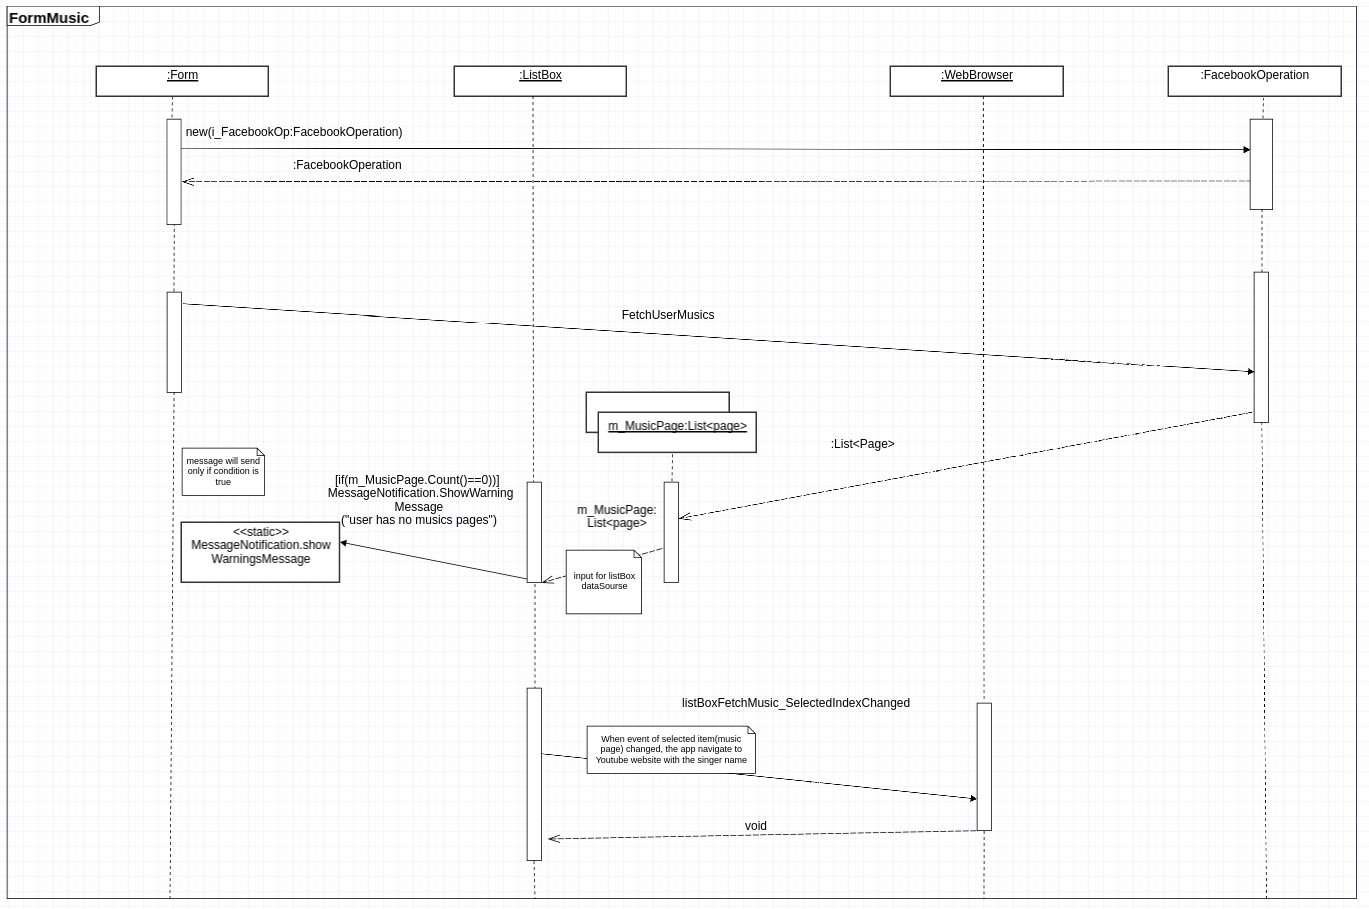 FormMusic
:Form
:ListBox
:WebBrowser
:FacebookOperation
new(i_FacebookOp:FacebookOperation)
:FacebookOperation
FetchUserMusics
m_MusicPage:List<page>
:List<Page>
message will send
only if condition is
true
[if(m_MusicPage.Count()==0))]
MessageNotification.ShowWarning
Message
("user has no musics pages")
m_MusicPage:
List<page>
<<static>>
MessageNotification.show
WarningsMessage
input for listBox
dataSourse
listBoxFetchMusic_SelectedIndexChanged
When event of selected item(music
page) changed, the app navigate to
Youtube website with the singer name
void